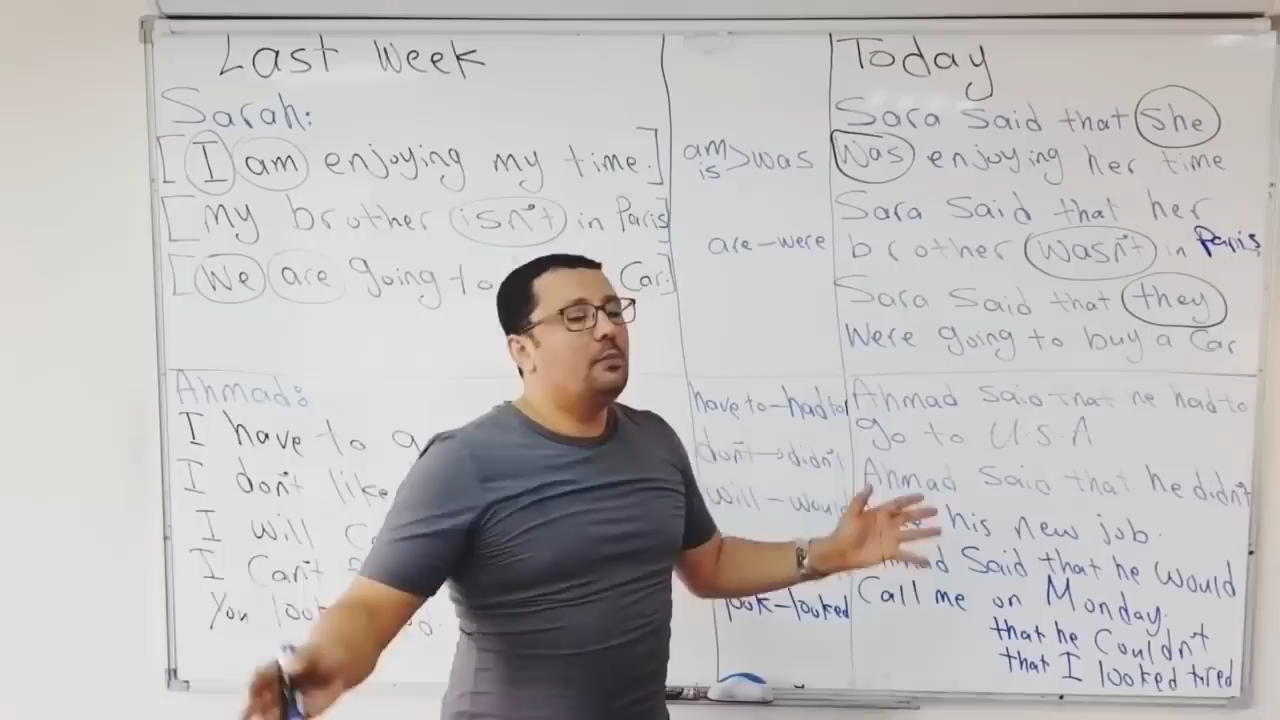 Last Week
Sarah:
[I am enjoying my time.]
[My brother isn't in Paris]
[We are going to Car.]
Ahmad:
I have to
I don't like
I will
I Can't
You look
am
is >was
are-were
have to-had to
don't→didn't
will-would
look-looked
Today
Sara Said that she
was enjoying her time
Sara Said that her
brother wasn't in Paris
Sara Said that they
Were going to buy a Car
Ahmad said that he had to
go to U.S.A
Ahmad Said that he didn't
his new job.
Said that he would
Call me on Monday.
that he Couldn't
that I looked tired